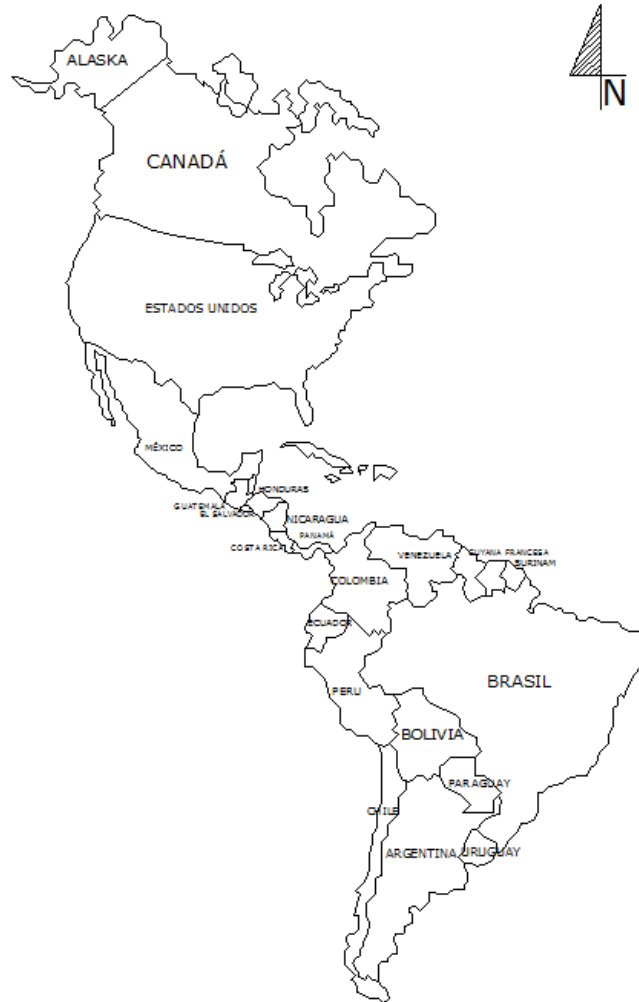 ALASKA
N
CANADÁ
ESTADOS UNIDOS
MÉXICO
HONDURAS
GUATEMALA
EL SALVADOR
NICARAGUA
PANAMÁ
COSTA RICA
VENEZUELA
GUYANA FRANCESA
SURINAM
COLOMBIA
ECUADOR
BRASIL
PERU
BOLIVIA
PARAGUAY
CHILE
ARGENTINA
URUGUAY